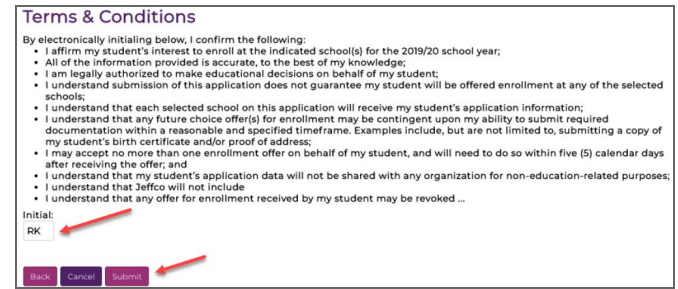 Terms & Conditions
By electronically initialing below, I confirm the following:
• I affirm my student's interest to enroll at the indicated school(s) for the 2019/20 school year;
• All of the information provided is accurate, to the best of my knowledge;
• I am legally authorized to make educational decisions on behalf of my student;
• I understand submission of this application does not guarantee my student will be offered enrollment at any of the selected
schools;
• I understand that each selected school on this application will receive my student's application information;
• I understand that any future choice offer(s) for enrollment may be contingent upon my ability to submit required
documentation within a reasonable and specified timeframe. Examples include, but are not limited to, submitting a copy of
my student's birth certificate and/or proof of address;
• I may accept no more than one enrollment offer on behalf of my student, and will need to do so within five (5) calendar days
after receiving the offer; and
• I understand that my student's application data will not be shared with any organization for non-education-related purposes;
• I understand that Jeffco will not include
• I understand that any offer for enrollment received by my student may be revoked ...
Initial:
RK
Back Cancel Submit